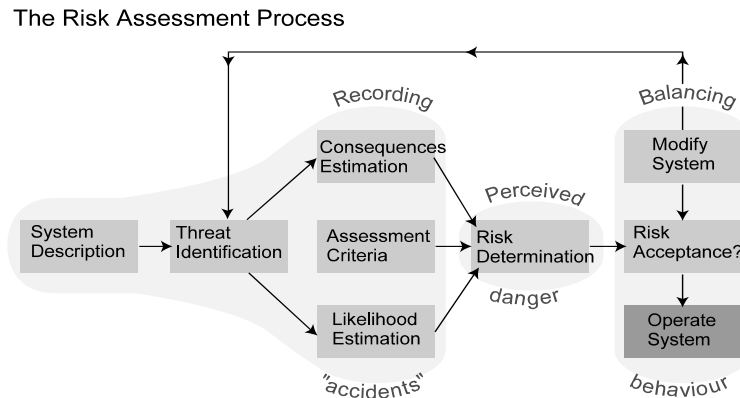 The Risk Assessment Process
Recording
Balancing
Consequences
Estimation
Modify
System
Perceived
System
Description
Threat
Identification
Assessment
Criteria
Risk
Determination
Risk
Acceptance?
danger
Likelihood
Estimation
Operate
System
"accidents"
behaviour